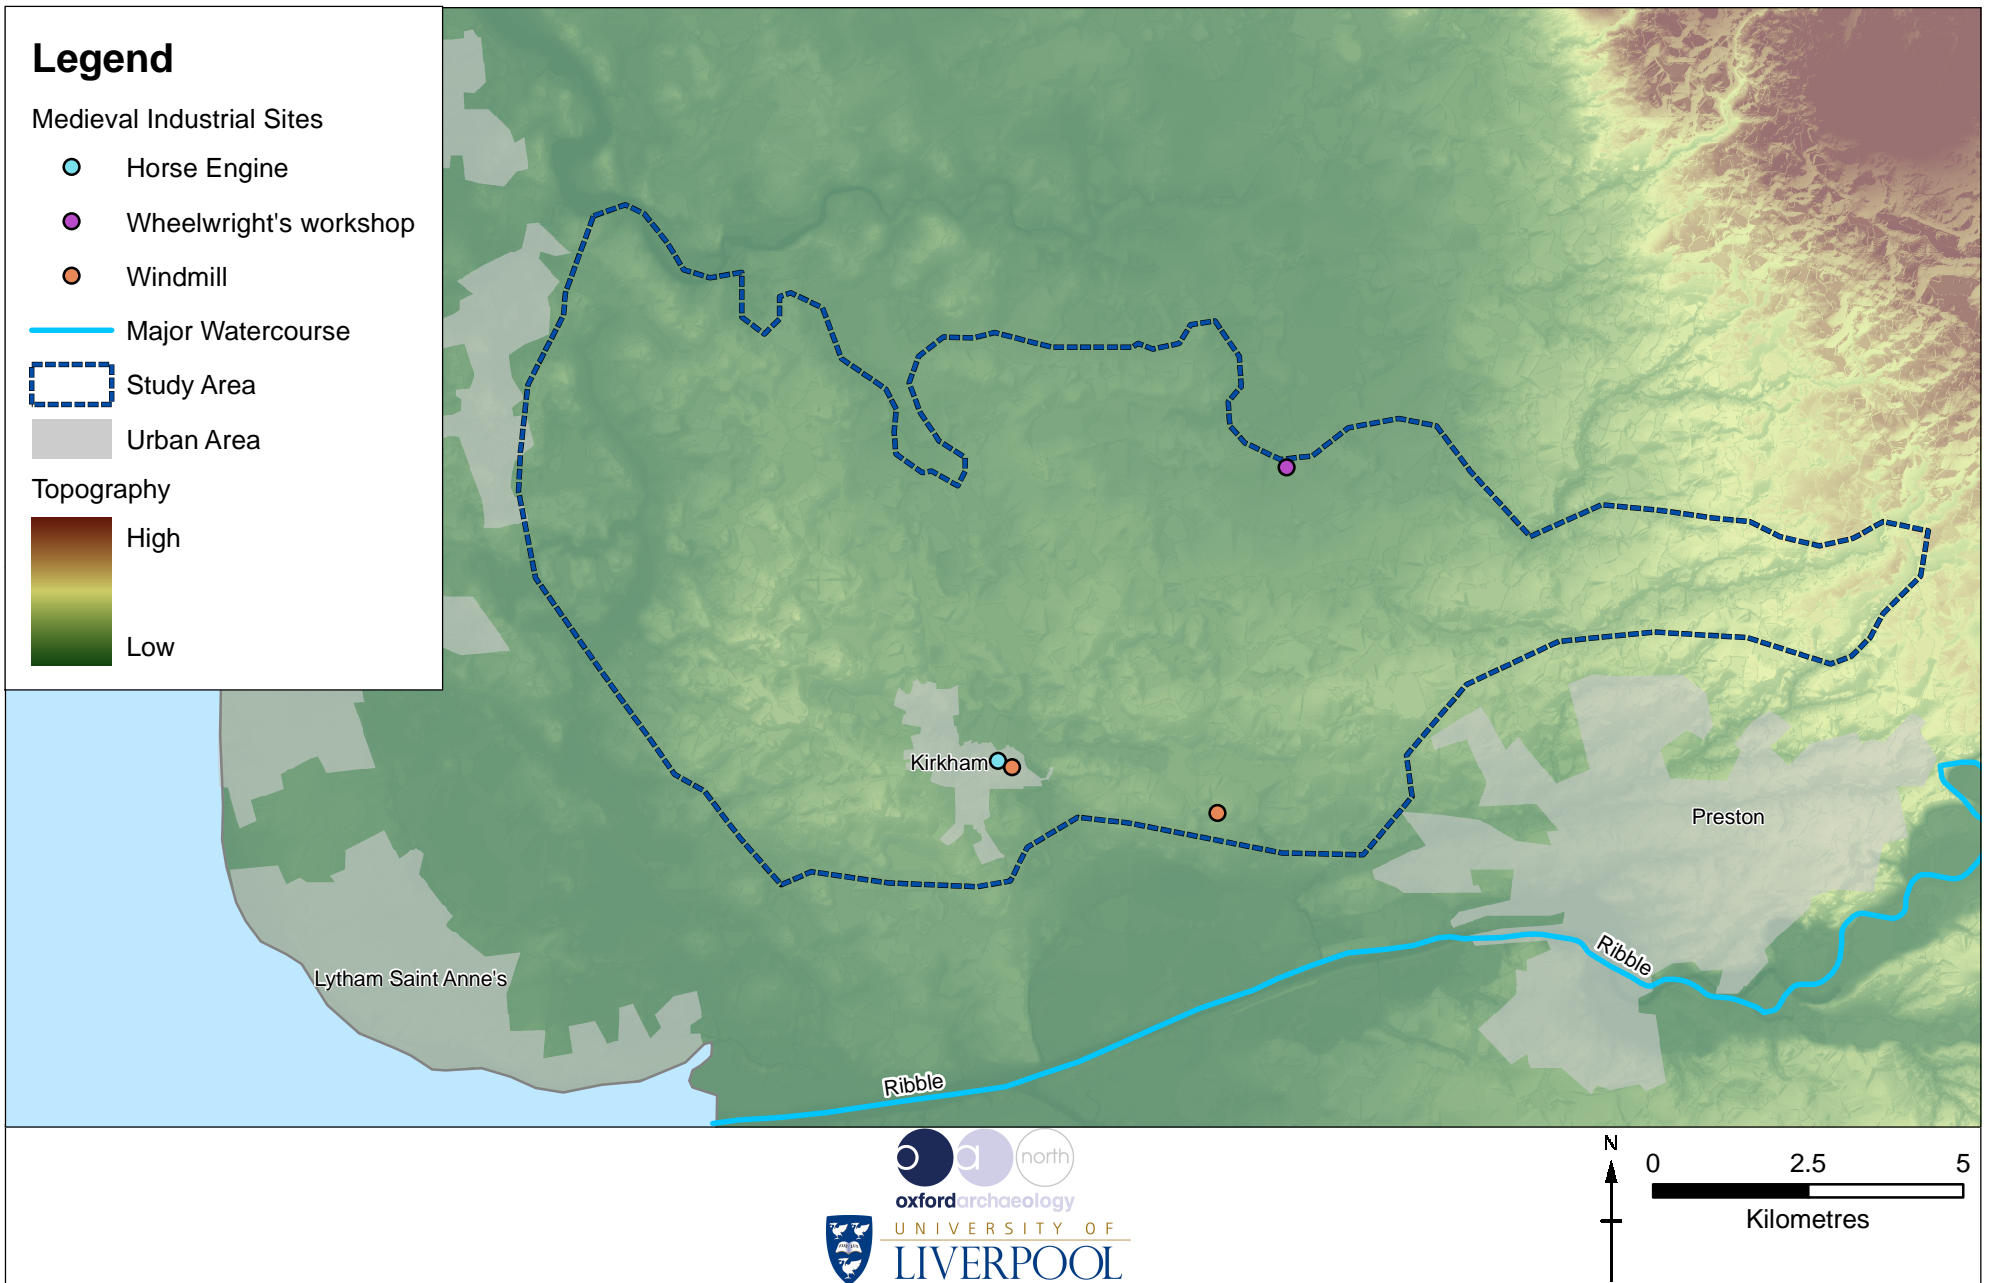 Legend
Medieval Industrial Sites
Horse Engine
Wheelwright's workshop
Windmill
Major Watercourse
Study Area
Urban Area
Topography
High
Low
Kirkham
Preston
Ribble
Lytham Saint Anne's
Ribble
oa north
oxfordarchaeology
UNIVERSITY OF
LIVERPOOL
N
0 2.5 5
Kilometres